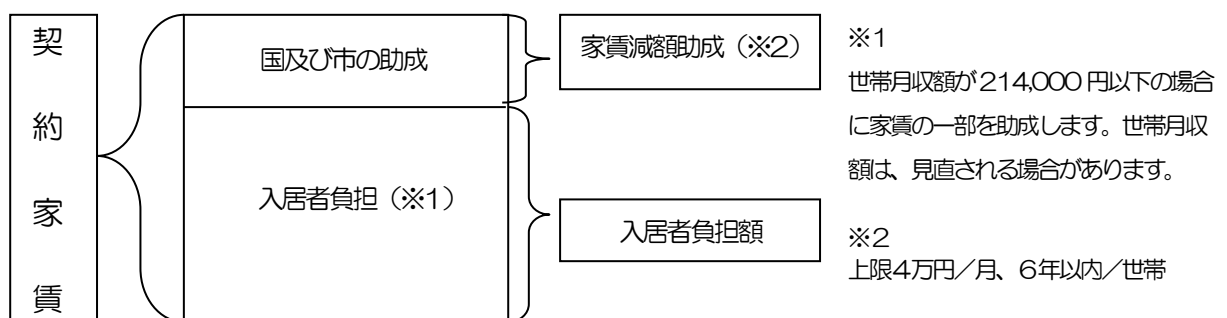 契約家賃
国及び市の助成
入居者負担（※1）
家賃減額助成（※2）
入居者負担額
※1
世帯月収額が214,000円以下の場合
に家賃の一部を助成します。世帯月収
額は、見直される場合があります。
※2
上限4万円／月、6年以内／世帯